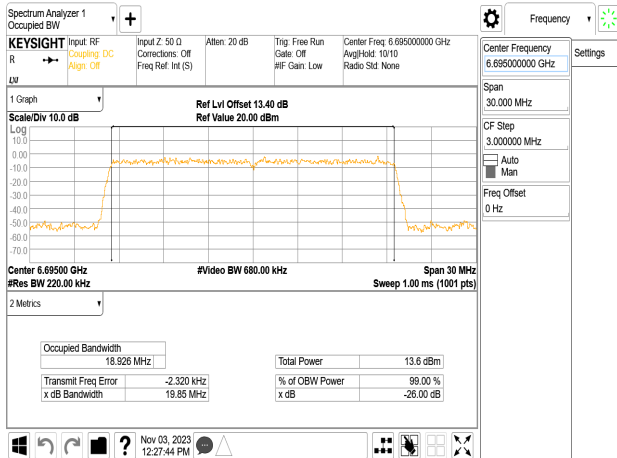 Spectrum Analyzer 1
Occupied BW
Frequency
KEYSIGHT
R
Input: RF
Coupling: DC
Align: Off
Input Z: 50 Ω
Corrections: Off
Freq Ref: Int (S)
Atten: 20 dB
Trig: Free Run
Gate: Off
#IF Gain: Low
Center Freq: 6.695000000 GHz
Avg|Hold: 10/10
Radio Std: None
Center Frequency
6.695000000 GHz
Settings
Span
30.000 MHz
CF Step
3.000000 MHz
Auto
Man
Freq Offset
0 Hz
1 Graph
Scale/Div 10.0 dB
Ref Lvl Offset 13.40 dB
Ref Value 20.00 dBm
Log
10.0
0.00
-10.0
-20.0
-30.0
-40.0
-50.0
-60.0
-70.0
Center 6.69500 GHz
#Video BW 680.00 kHz
Span 30 MHz
#Res BW 220.00 kHz
Sweep 1.00 ms (1001 pts)
2 Metrics
Occupied Bandwidth
18.926 MHz
Total Power 13.6 dBm
Transmit Freq Error -2.320 kHz
% of OBW Power 99.00 %
x dB Bandwidth 19.85 MHz
x dB -26.00 dB
?
Nov 03, 2023
12:27:44 PM